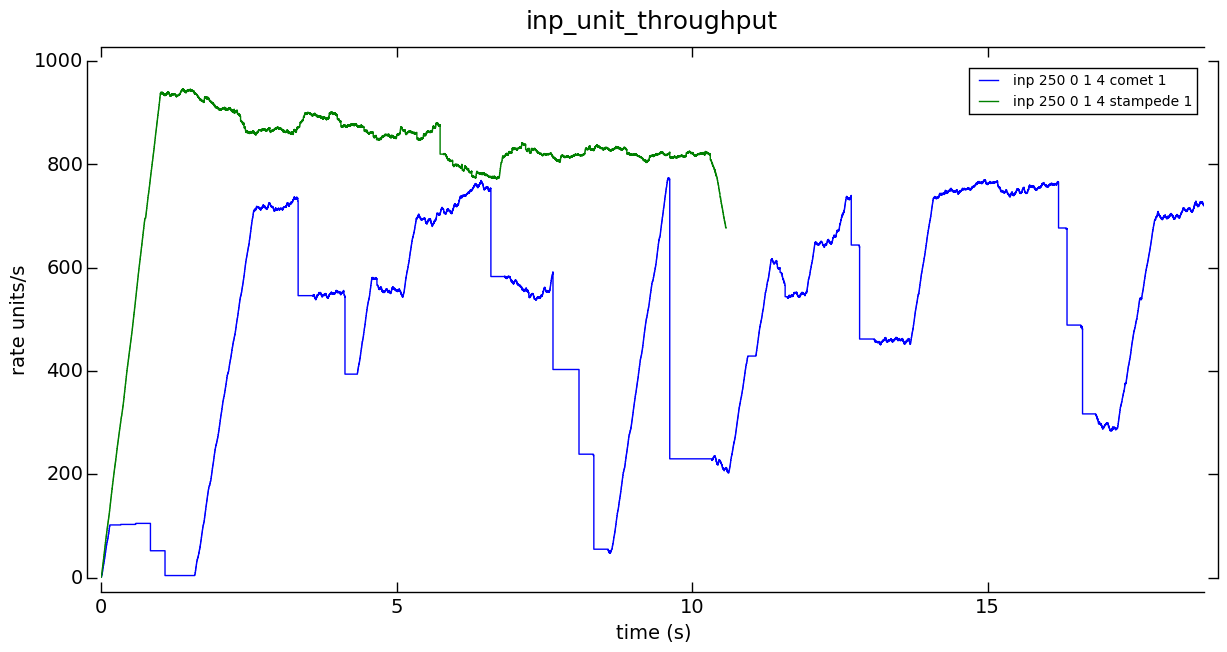 inp_unit_throughput
1000
800
600
400
200
0
rate units/s
inp 250 0 1 4 comet 1
inp 250 0 1 4 stampede 1
0 5 10 15
time (s)